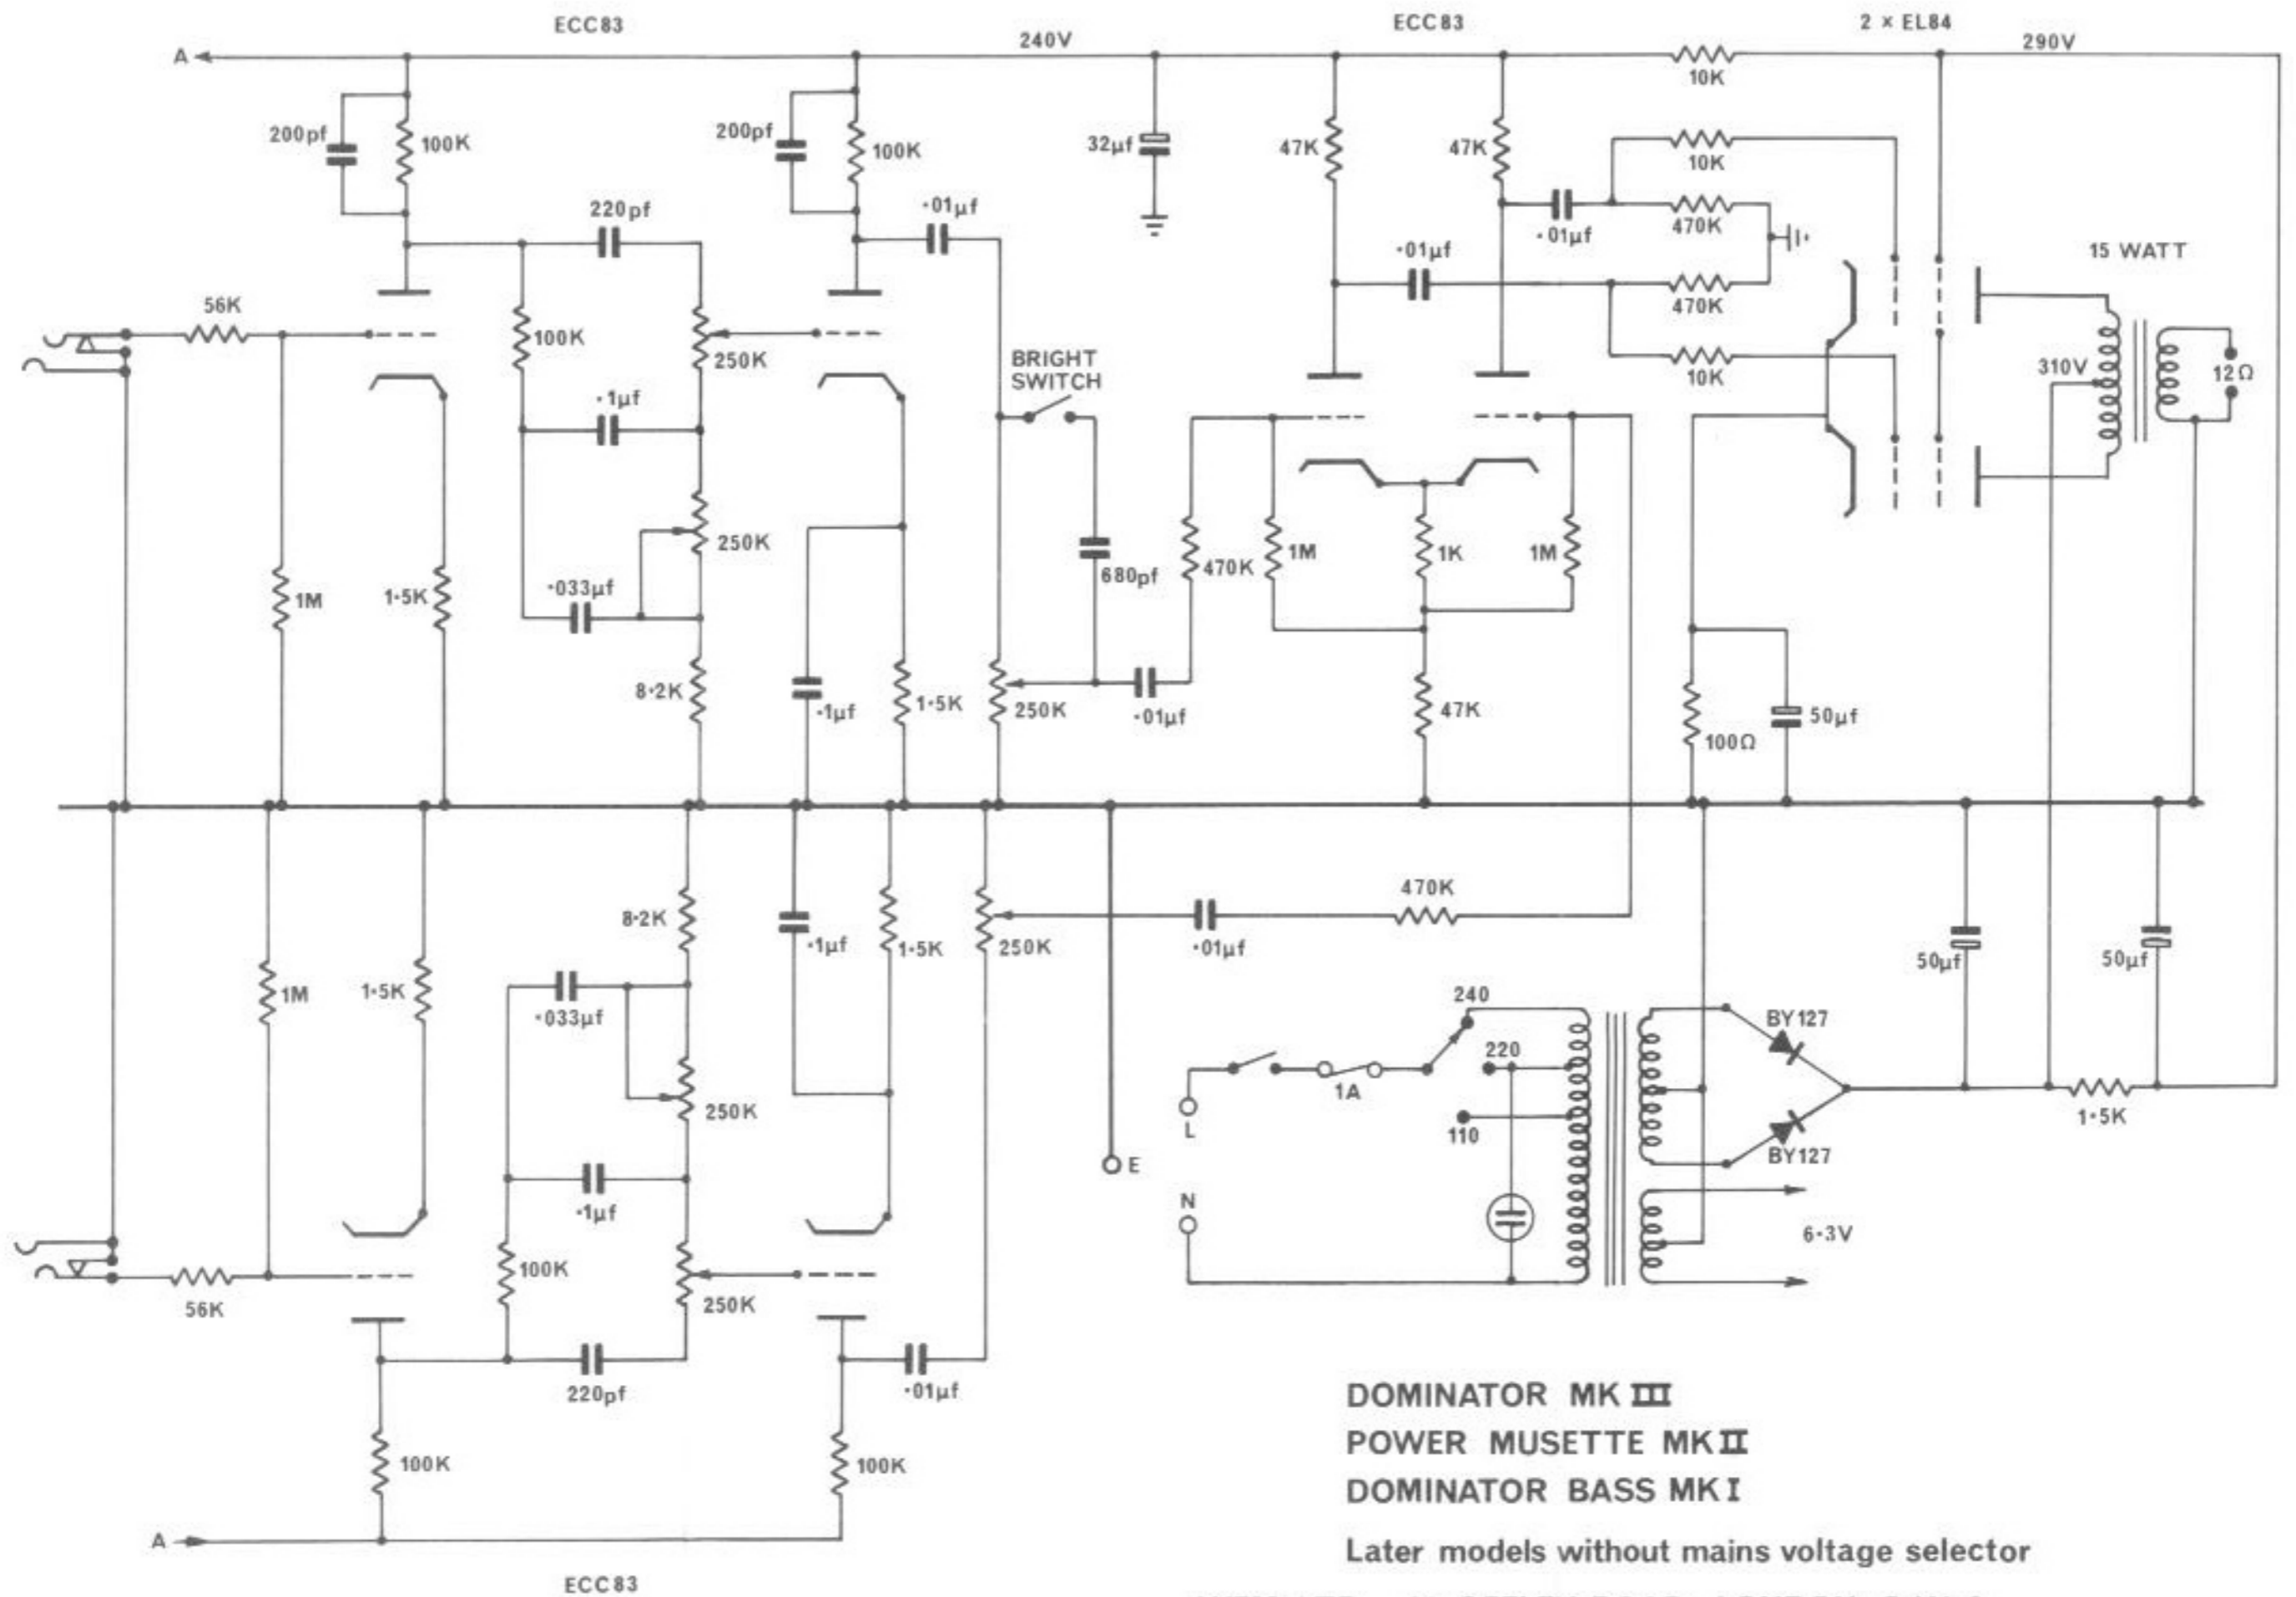 ECC83
ECC83
2 × EL84
A
240V
290V
10K
200pf
100K
200pf
100K
32µf
47K
47K
10K
220pf
·01µf
·01µf
470K
·01µf
15 WATT
56K
100K
250K
BRIGHT
SWITCH
470K
10K
310V
12Ω
·1µf
250K
680pf
470K
1M
1K
1M
1M
1·5K
·033µf
8·2K
·1µf
1·5K
250K
·01µf
47K
100Ω
50µf
8·2K
·1µf
1·5K
250K
·01µf
470K
50µf
50µf
1M
1·5K
·033µf
240
BY127
220
1A
250K
L
110
1·5K
BY127
E
N
·1µf
6·3V
100K
56K
250K
220pf
·01µf
DOMINATOR MK III
POWER MUSETTE MK II
DOMINATOR BASS MK I
100K
100K
A
Later models without mains voltage selector
ECC83